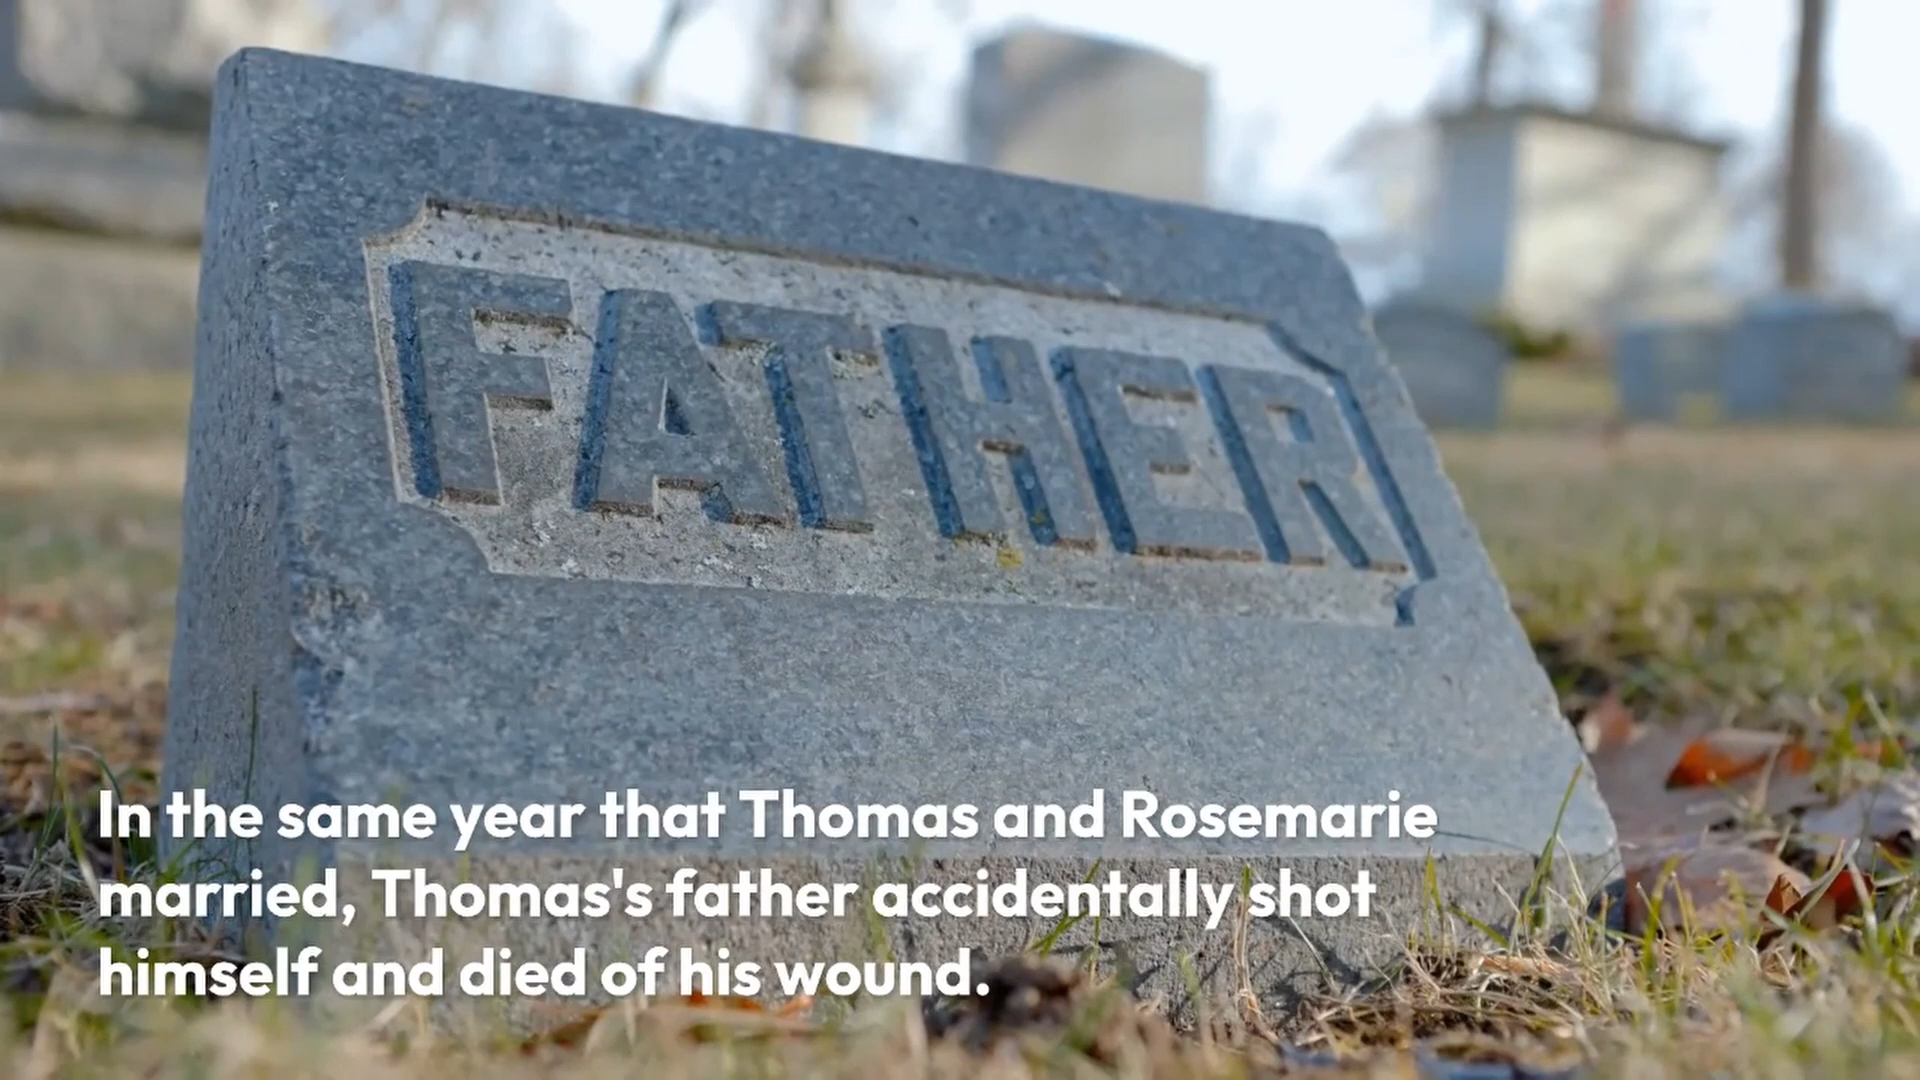 FATHER
In the same year that Thomas and Rosemarie
married, Thomas's father accidentally shot
himself and died of his wound.